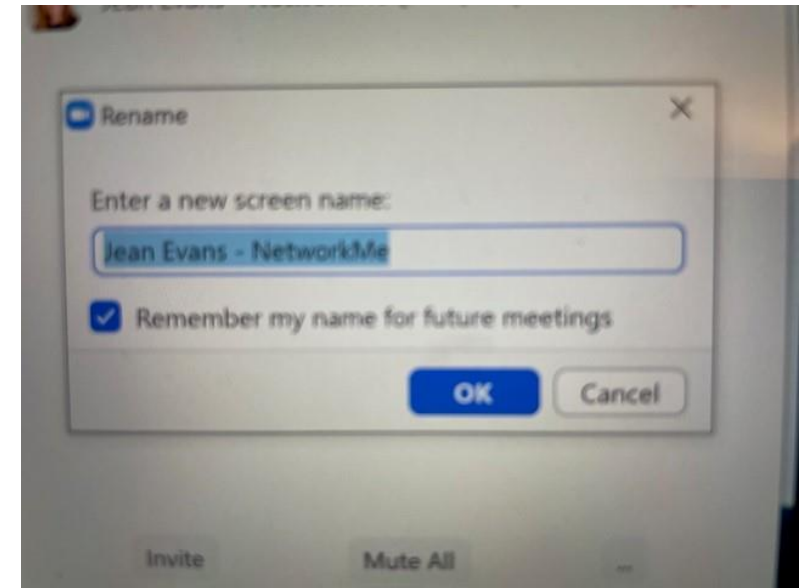 Rename
Enter a new screen name:
Jean Evans - NetworkMe
Remember my name for future meetings
OK
Cancel
Invite
Mute All
...